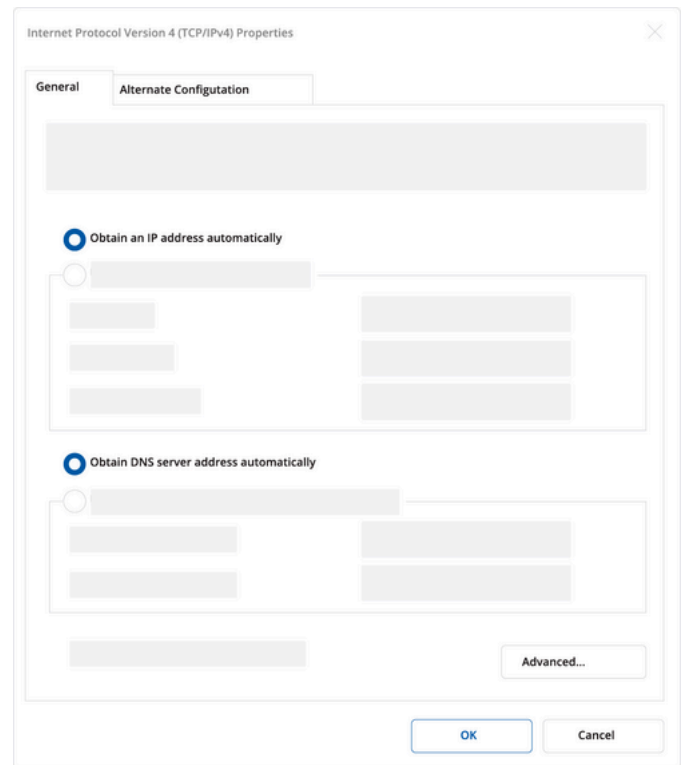 Internet Protocol Version 4 (TCP/IPv4) Properties
General
Alternate Configutation
Obtain an IP address automatically
Obtain DNS server address automatically
Advanced...
OK
Cancel